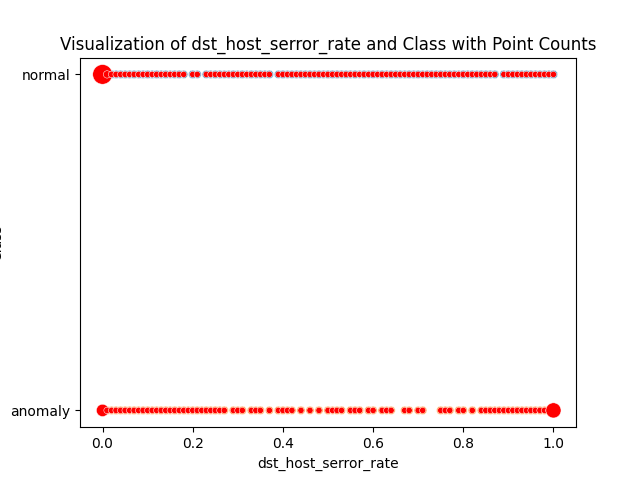 Visualization of dst_host_serror_rate and Class with Point Counts
normal
anomaly
0.0 0.2 0.4 0.6 0.8 1.0
dst_host_serror_rate